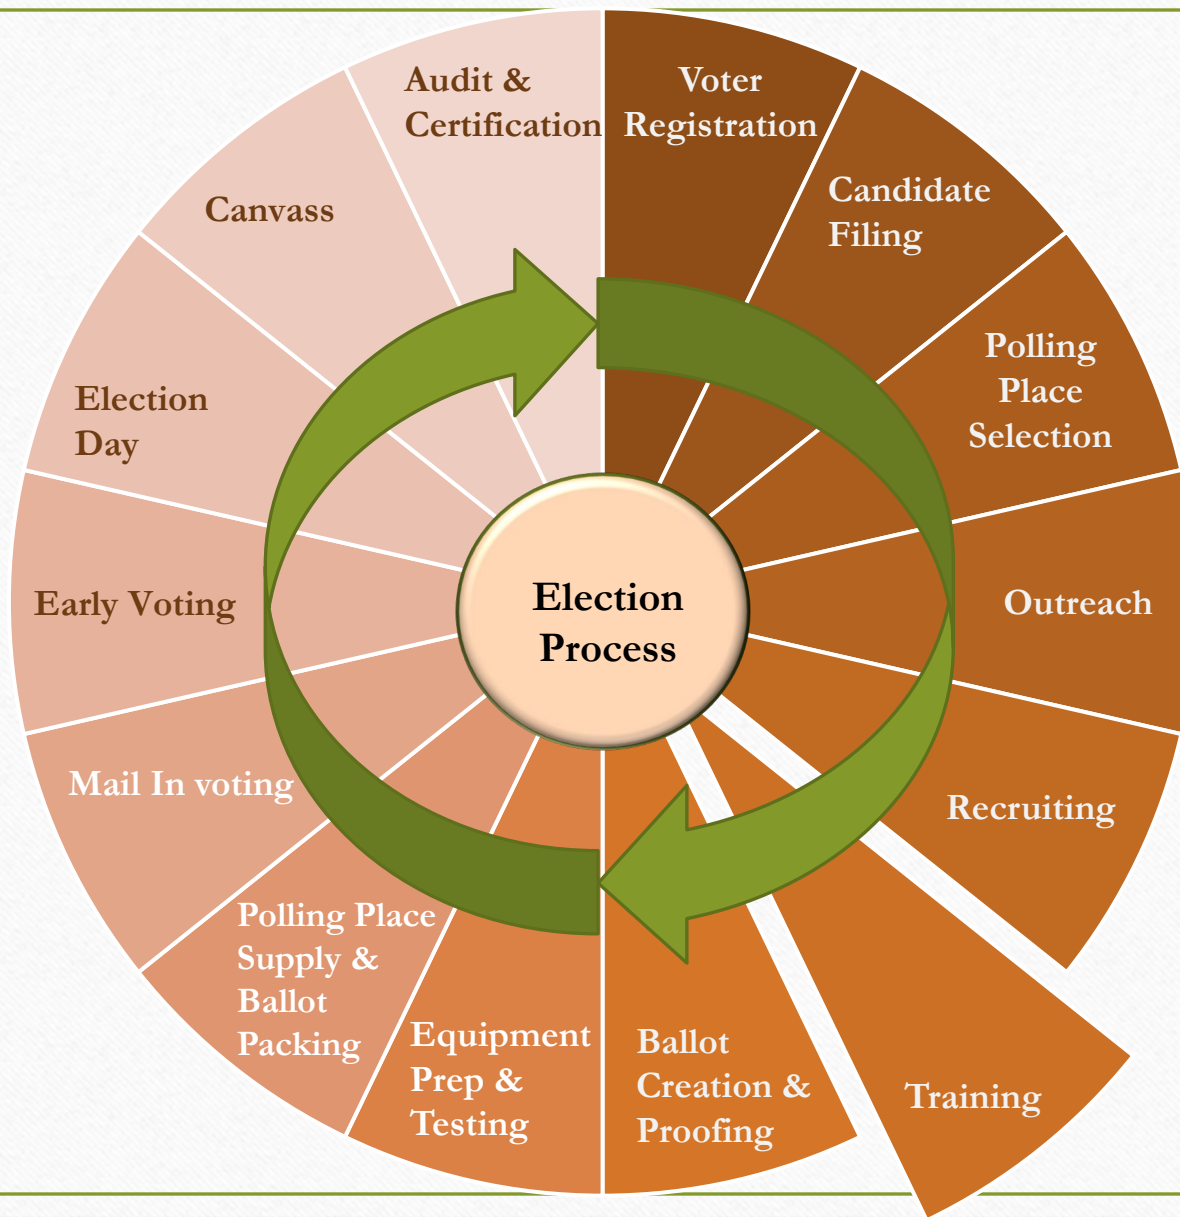 Voter
Registration
Candidate
Filing
Polling
Place
Selection
Outreach
Recruiting
Training
Ballot
Creation &
Proofing
Equipment
Prep &
Testing
Polling Place
Supply &
Ballot
Packing
Mail In voting
Early Voting
Election
Day
Canvass
Audit &
Certification
Election
Process